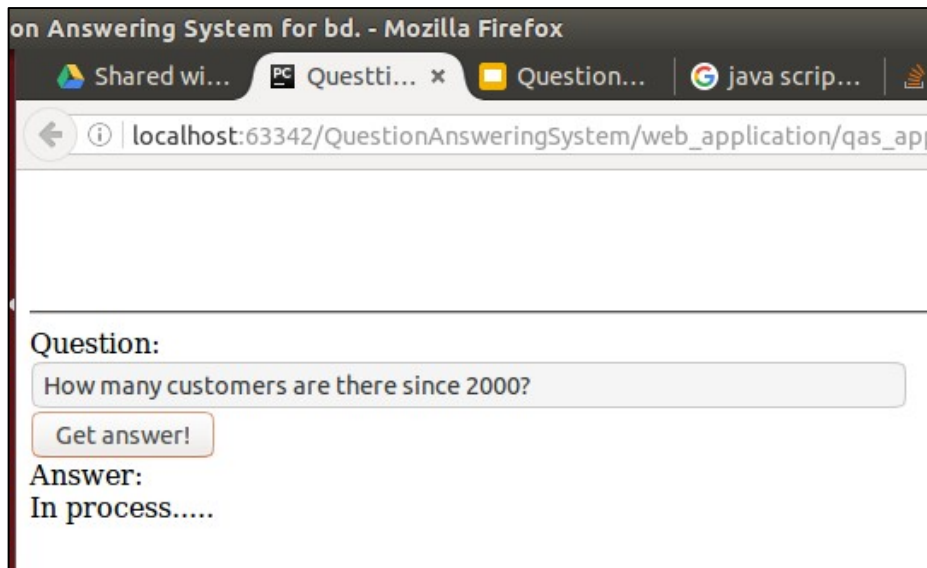 on Answering System for bd. - Mozilla Firefox
Shared wi... PC Questti... × Question... G java scrip...
localhost:63342/QuestionAnsweringSystem/web_application/qas_app
Question:
How many customers are there since 2000?
Get answer!
Answer:
In process.....